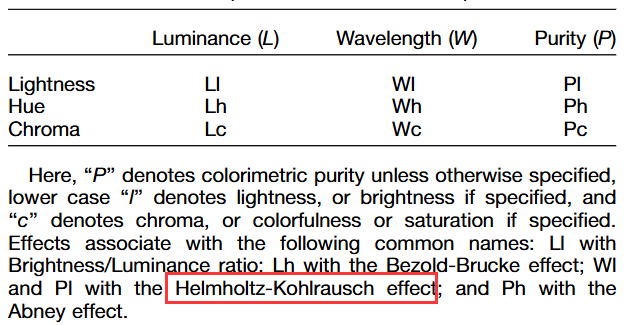 Luminance (L) Wavelength (W) Purity (P)
Lightness Ll Wl Pl
Hue Lh Wh Ph
Chroma Lc Wc Pc
Here, “P” denotes colorimetric purity unless otherwise specified,
lower case “l” denotes lightness, or brightness if specified, and
“c” denotes chroma, or colorfulness or saturation if specified.
Effects associate with the following common names: Ll with
Brightness/Luminance ratio: Lh with the Bezold-Brucke effect; Wl
and Pl with the Helmholtz-Kohlrausch effect; and Ph with the
Abney effect.